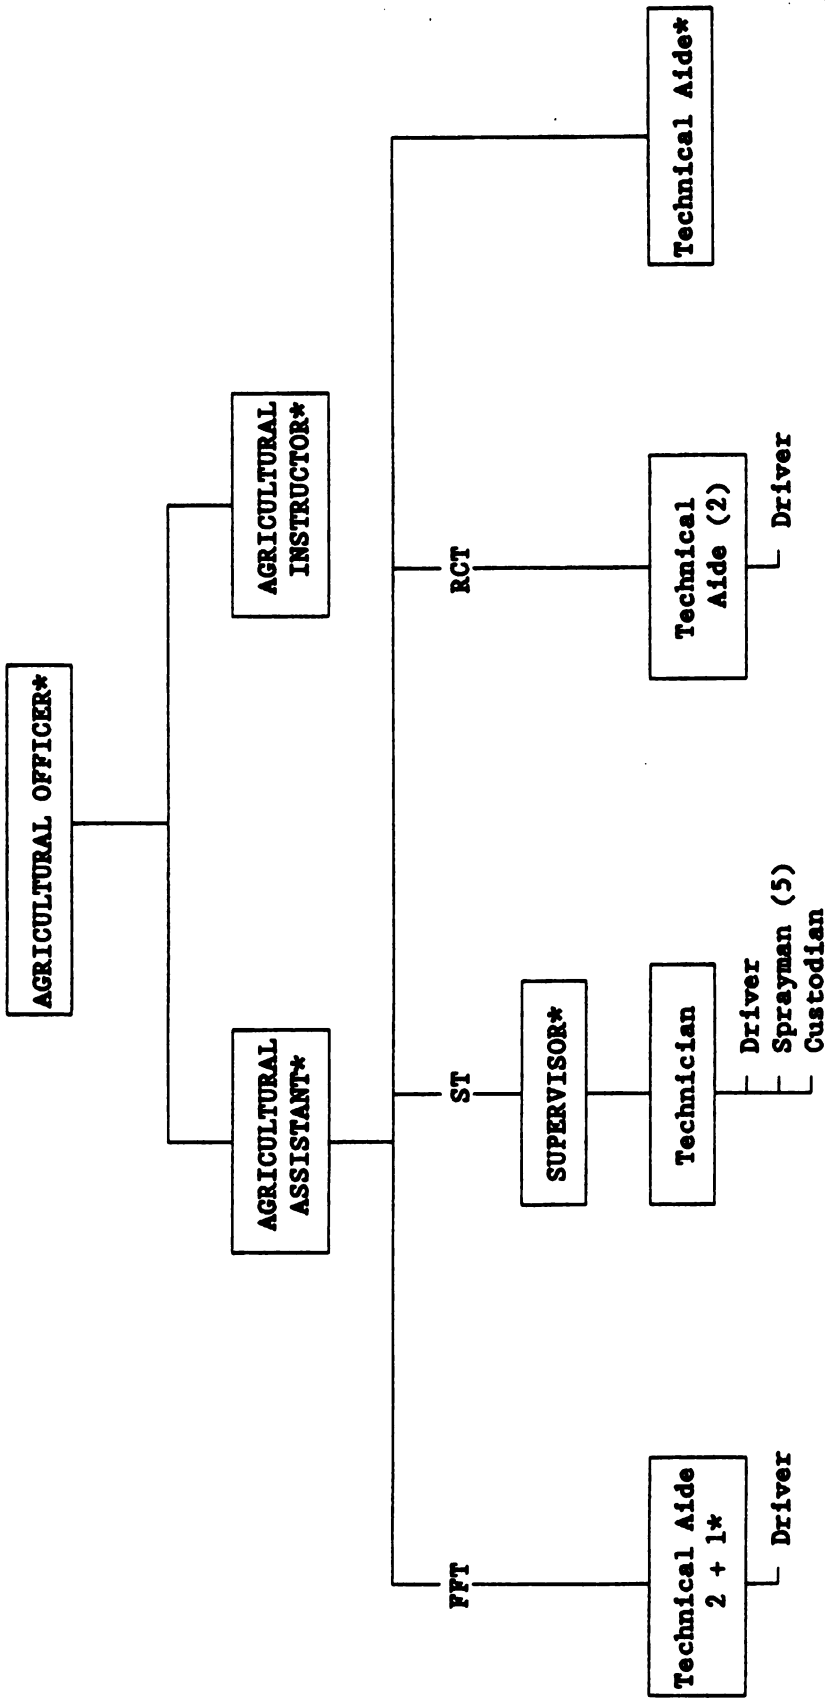 AGRICULTURAL OFFICER*
AGRICULTURAL
ASSISTANT*
AGRICULTURAL
INSTRUCTOR*
FFT
ST
RCT
SUPERVISOR*
Technical Aide
2 + 1*
Technician
Technical
Aide (2)
Technical Aide*
Driver
Driver
Sprayman (5)
Custodian
Driver